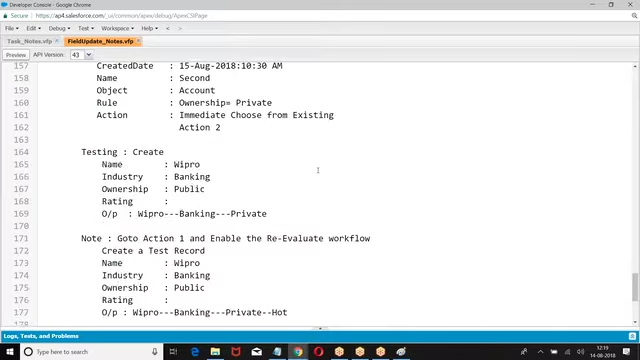 Developer Console - Google Chrome
Secure | https://ap4.salesforce.com/_ui/common/apex/debug/ApexCSIPage
File Edit Debug Test Workspace Help < >
Task_Notes.vfp FieldUpdate_Notes.vfp
Preview API Version: 43
157 CreatedDate : 15-Aug-2018:10:30 AM
158 Name : Second
159 Object : Account
160 Rule : Ownership= Private
161 Action : Immediate Choose from Existing
162 Action 2
163
164 Testing : Create
165 Name : Wipro
166 Industry : Banking
167 Ownership : Public
168 Rating :
169 O/p : Wipro---Banking---Private
170
171 Note : Goto Action 1 and Enable the Re-Evaluate workflow
172 Create a Test Record
173 Name : Wipro
174 Industry : Banking
175 Ownership : Public
176 Rating :
177 O/p : Wipro---Banking---Private--Hot
178
Logs, Tests, and Problems
Type here to search
12:19
14-08-2018